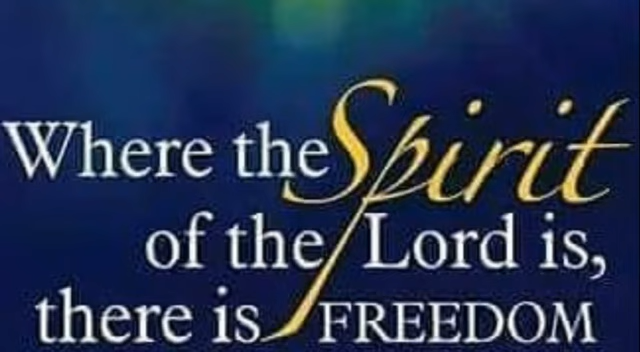 Where the Spirit
of the Lord is,
there is FREEDOM